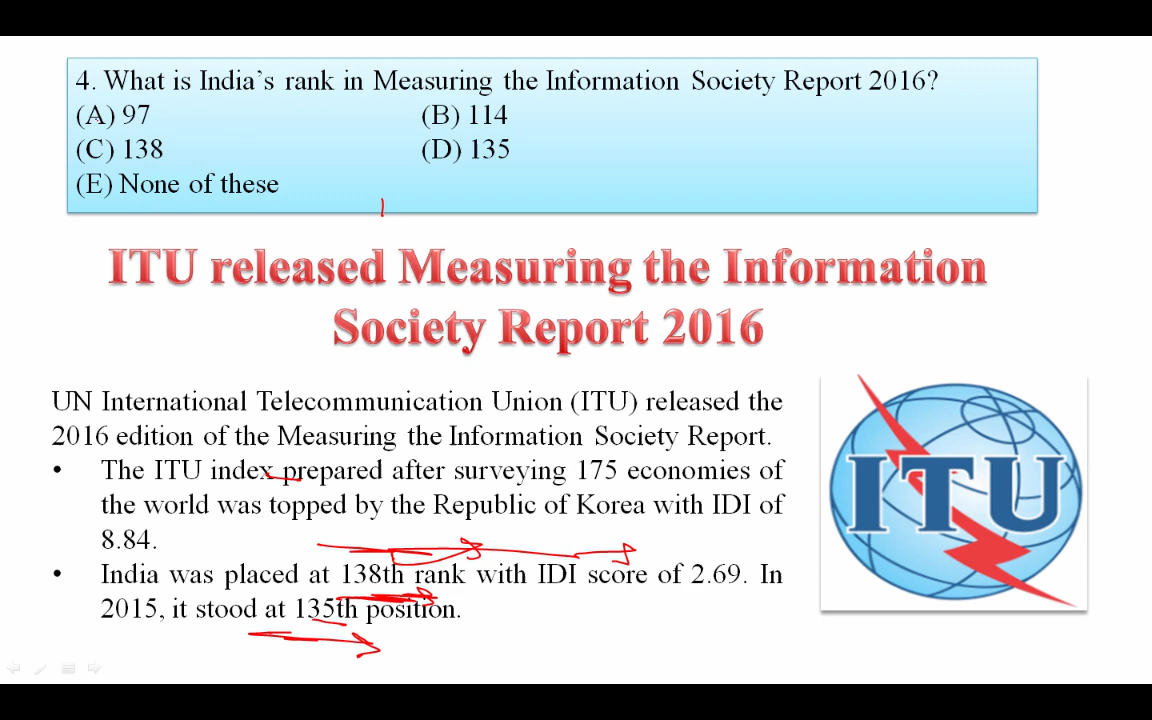 4. What is India’s rank in Measuring the Information Society Report 2016?
(A) 97 (B) 114
(C) 138 (D) 135
(E) None of these
ITU released Measuring the Information
Society Report 2016
UN International Telecommunication Union (ITU) released the
2016 edition of the Measuring the Information Society Report.
• The ITU index prepared after surveying 175 economies of
the world was topped by the Republic of Korea with IDI of
8.84.
• India was placed at 138th rank with IDI score of 2.69. In
2015, it stood at 135th position.
ITU